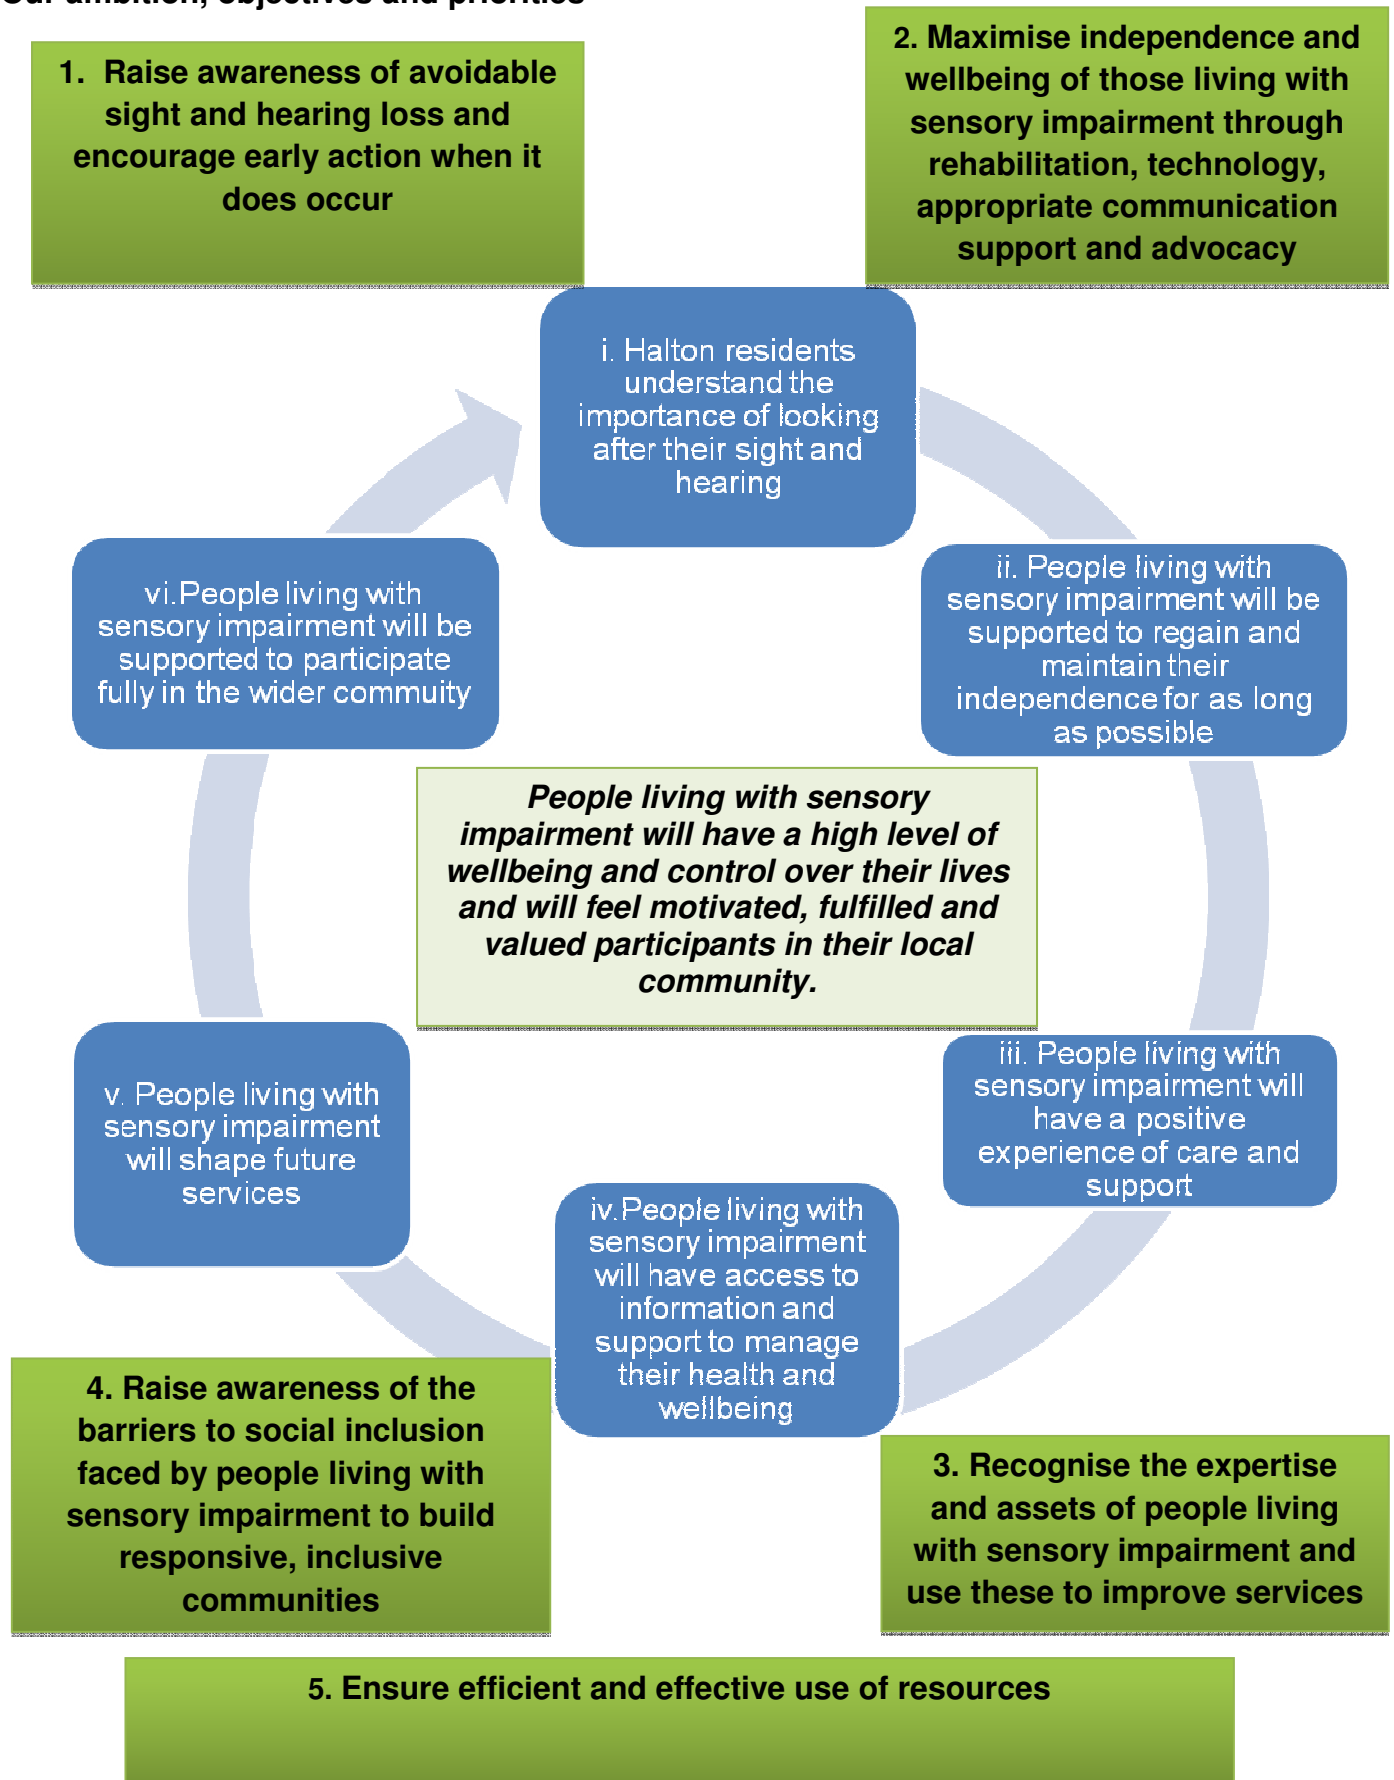 Our ambition, objectives and priorities
1. Raise awareness of avoidable
sight and hearing loss and
encourage early action when it
does occur
2. Maximise independence and
wellbeing of those living with
sensory impairment through
rehabilitation, technology,
appropriate communication
support and advocacy
i. Halton residents
understand the
importance of looking
after their sight and
hearing
ii. People living with
sensory impairment will be
supported to regain and
maintain their
independence for as long
as possible
vi.People living with
sensory impairment will be
supported to participate
fully in the wider commuity
People living with sensory
impairment will have a high level of
wellbeing and control over their lives
and will feel motivated, fulfilled and
valued participants in their local
community.
iii. People living with
sensory impairment will
have a positive
experience of care and
support
v. People living with
sensory impairment
will shape future
services
iv.People living with
sensory impairment
will have access to
information and
support to manage
their health and
wellbeing
4. Raise awareness of the
barriers to social inclusion
faced by people living with
sensory impairment to build
responsive, inclusive
communities
3. Recognise the expertise
and assets of people living
with sensory impairment and
use these to improve services
5. Ensure efficient and effective use of resources